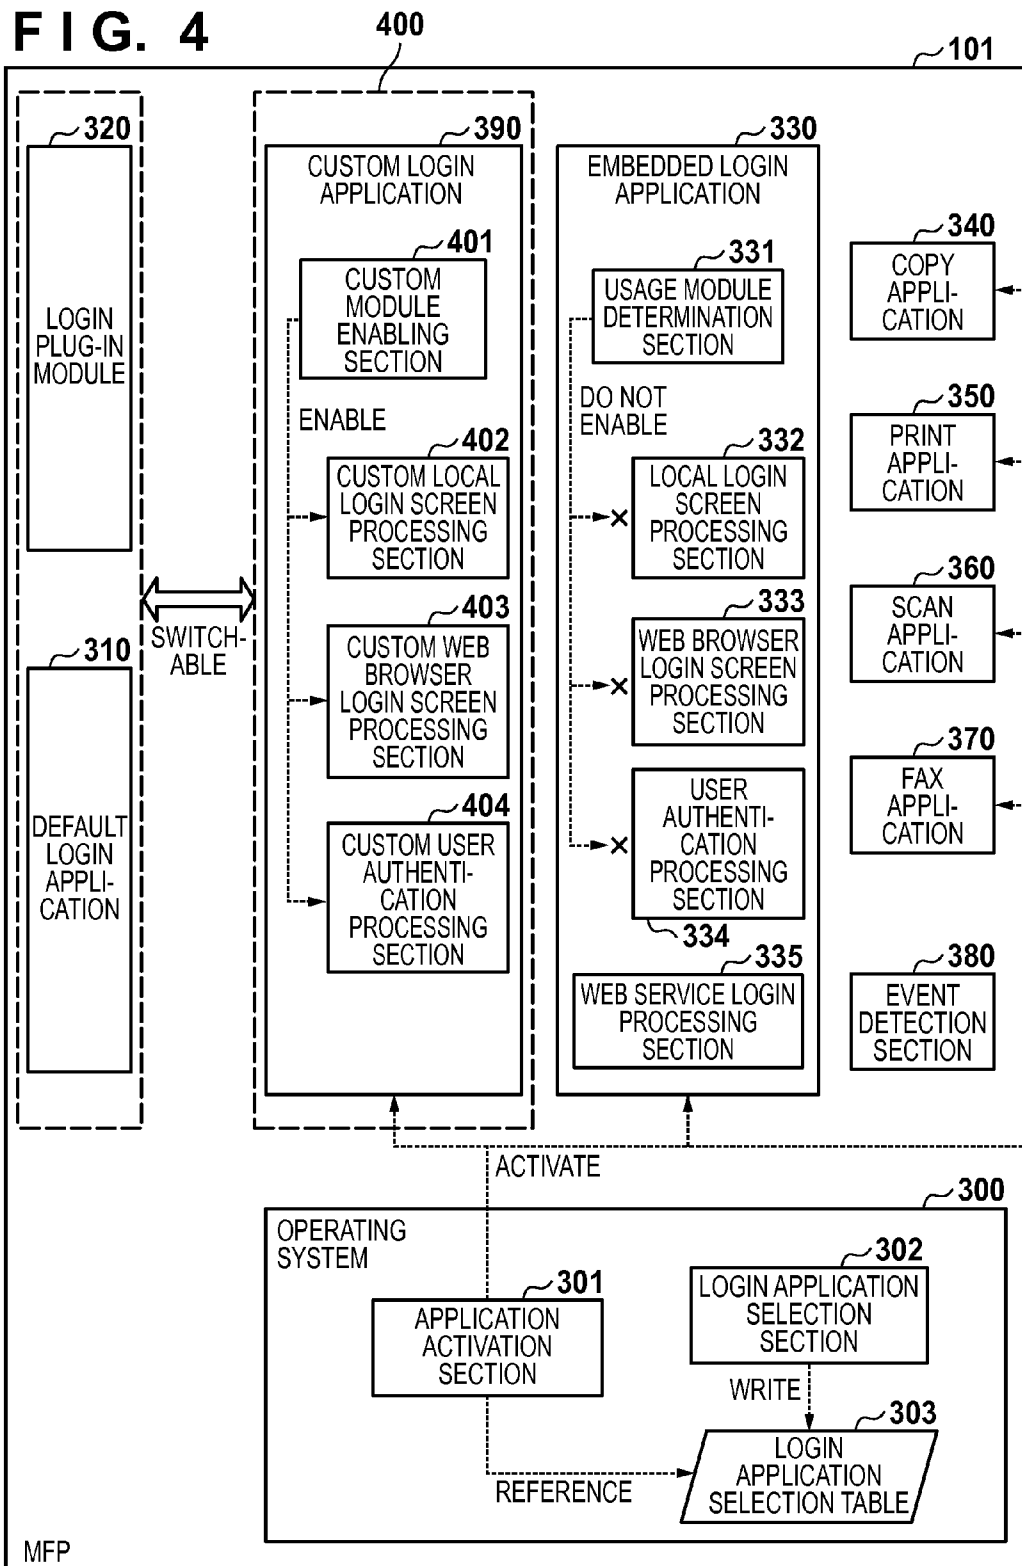 FIG. 4
400
101
320
LOGIN
PLUG-IN
MODULE
310
DEFAULT
LOGIN
APPLI-
CATION
SWITCH-
ABLE
390
CUSTOM LOGIN
APPLICATION
401
CUSTOM
MODULE
ENABLING
SECTION
ENABLE
402
CUSTOM LOCAL
LOGIN SCREEN
PROCESSING
SECTION
403
CUSTOM WEB
BROWSER
LOGIN SCREEN
PROCESSING
SECTION
404
CUSTOM USER
AUTHENTI-
CATION
PROCESSING
SECTION
330
EMBEDDED LOGIN
APPLICATION
331
USAGE MODULE
DETERMINATION
SECTION
DO NOT
ENABLE
332
LOCAL LOGIN
SCREEN
PROCESSING
SECTION
333
WEB BROWSER
LOGIN SCREEN
PROCESSING
SECTION
USER
AUTHENTI-
CATION
PROCESSING
SECTION
334
335
WEB SERVICE LOGIN
PROCESSING
SECTION
340
COPY
APPLI-
CATION
350
PRINT
APPLI-
CATION
360
SCAN
APPLI-
CATION
370
FAX
APPLI-
CATION
380
EVENT
DETECTION
SECTION
ACTIVATE
300
OPERATING
SYSTEM
301
APPLICATION
ACTIVATION
SECTION
302
LOGIN APPLICATION
SELECTION
SECTION
WRITE
303
LOGIN
APPLICATION
SELECTION TABLE
REFERENCE
MFP